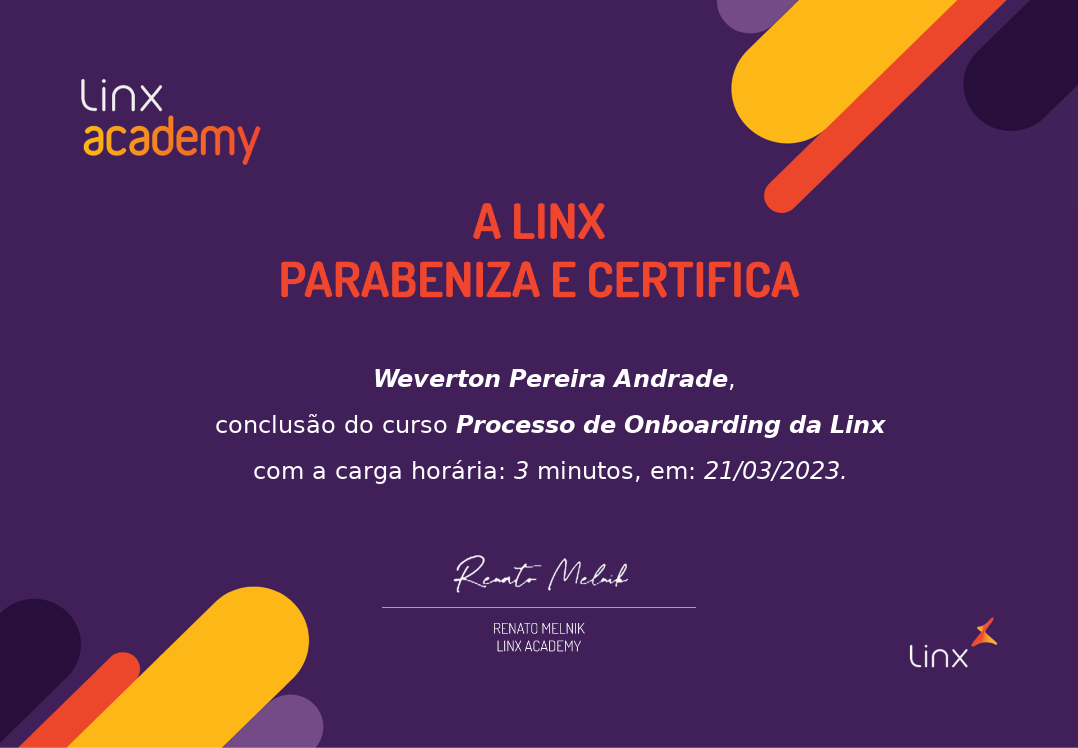 linx
academy
A LINX
PARABENIZA E CERTIFICA
Weverton Pereira Andrade,
conclusão do curso Processo de Onboarding da Linx
com a carga horária: 3 minutos, em: 21/03/2023.
Renato Melnik
RENATO MELNIK
LINX ACADEMY
linx